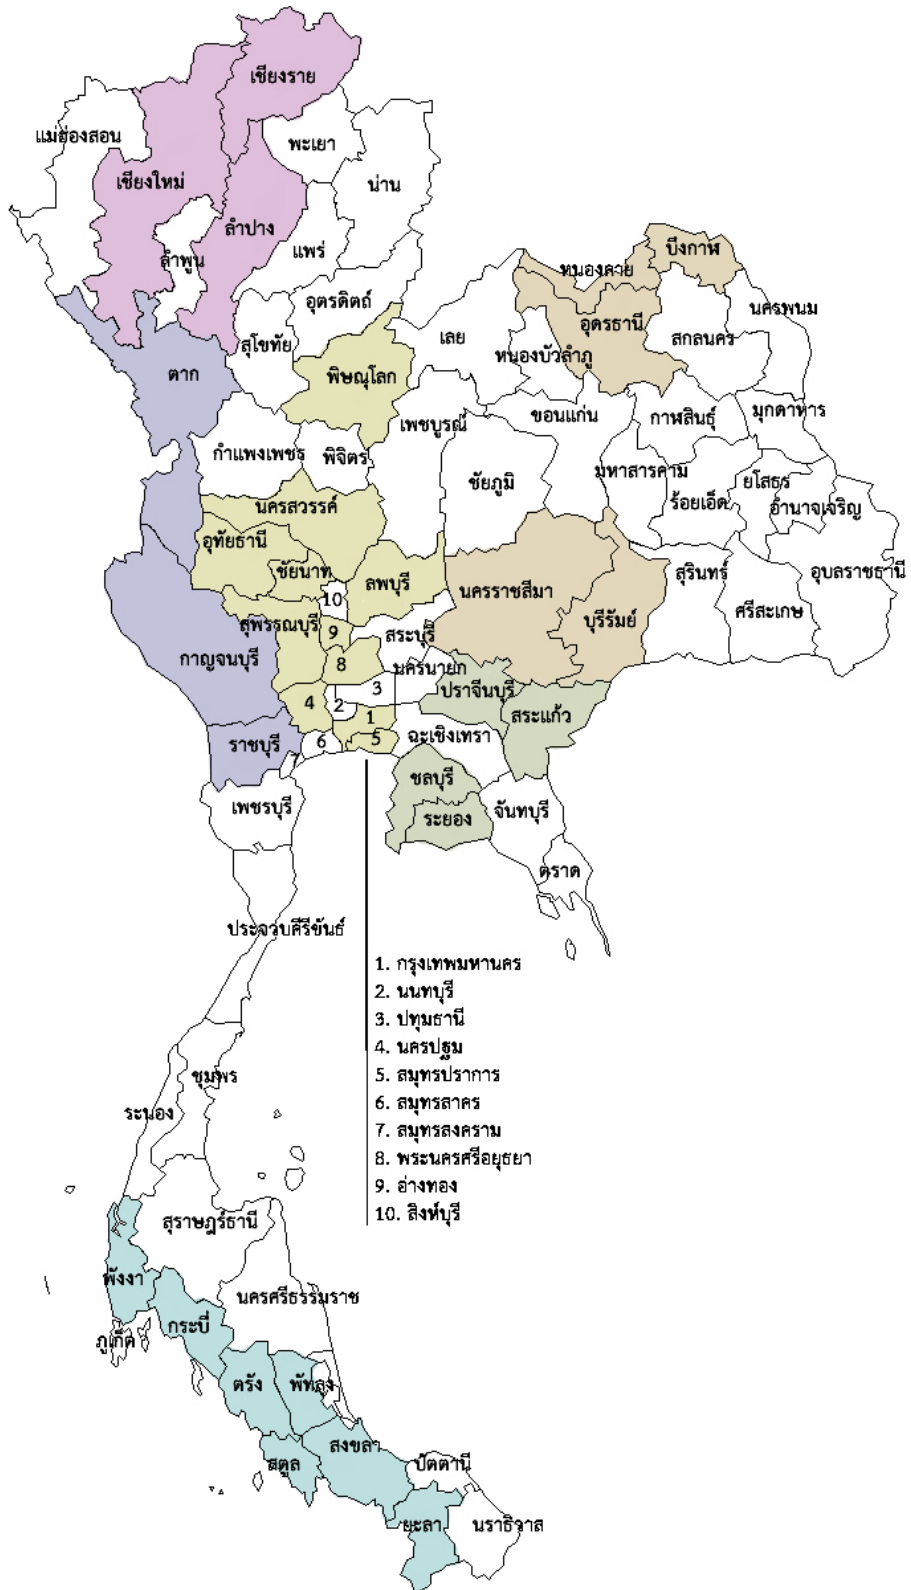 เชียงราย
แม่ฮ่องสอน
พะเยา
เชียงใหม่
น่าน
ลำปาง
แพร่
ลำพูน
บึงกาฬ
หนองคาย
อุตรดิตถ์
นครพนม
อุดรธานี
สุโขทัย
เลย
สกลนคร
หนองบัวลำภู
ตาก
พิษณุโลก
เพชบูรณ์
ขอนแก่น
กาฬสินธุ์
มุกดาหาร
กำแพงเพชร
พิจิตร
มหาสารคาม
ชัยภูมิ
ยโสธร
ร้อยเอ็ด
อำนาจเจริญ
นครสวรรค์
อุทัยธานี
ชัยนาท
ลพบุรี
นครราชสีมา
สุรินทร์
อุบลราชธานี
10
ศรีสะเกษ
บุรีรัมย์
สุพรรณบุรี
9
สระบุรี
กาญจนบุรี
8
นครนายก
ปราจีนบุรี
3
4
2
1
สระแก้ว
ราชบุรี
6
5
ฉะเชิงเทรา
7
ชลบุรี
เพชรบุรี
ระยอง
จันทบุรี
ตราด
ประจวบคีรีขันธ์
1. กรุงเทพมหานคร
2. นนทบุรี
3. ปทุมธานี
4. นครปฐม
5. สมุทรปราการ
6. สมุทรสาคร
7. สมุทรสงคราม
8. พระนครศรีอยุธยา
9. อ่างทอง
10. สิงห์บุรี
ชุมพร
ระนอง
สุราษฎร์ธานี
พังงา
นครศรีธรรมราช
กระบี่
ภูเก็ต
ตรัง
พัทลุง
สงขลา
สตูล
ปัตตานี
ยะลา
นราธิวาส